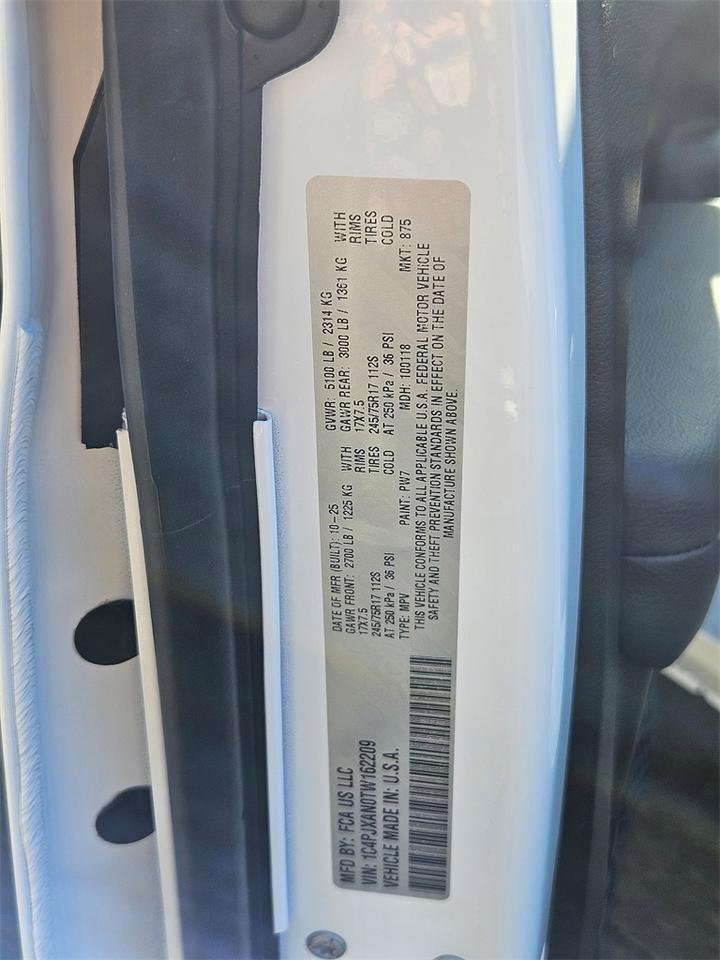 MFD BY: FCA US LLC
DATE OF MFR (BUILT): 10-25
GVWR: 5100 LB / 2314 KG
VIN: 1C4PJXAN0TW162209
GAWR FRONT: 2700 LB / 1225 KG WITH
GAWR REAR: 3000 LB / 1361 KG WITH
VEHICLE MADE IN: U.S.A.
17X7.5 RIMS
17X7.5 RIMS
245/75R17 112S TIRES
245/75R17 112S TIRES
AT 250 kPa / 36 PSI COLD
AT 250 kPa / 36 PSI COLD
TYPE: MPV PAINT: PW7 MDH: 100118 MKT: 875
THIS VEHICLE CONFORMS TO ALL APPLICABLE U.S.A. FEDERAL MOTOR VEHICLE
SAFETY AND THEFT PREVENTION STANDARDS IN EFFECT ON THE DATE OF
MANUFACTURE SHOWN ABOVE.